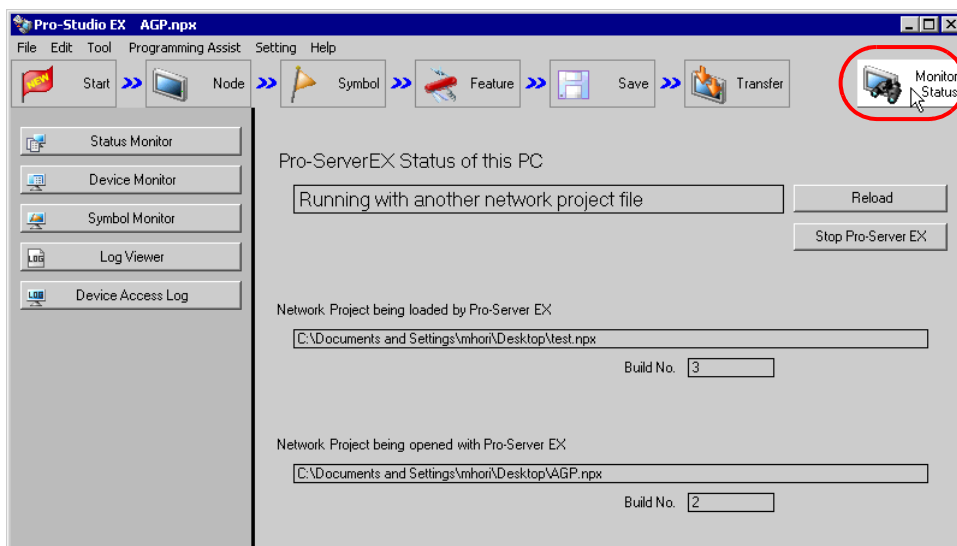 Pro-Studio EX   AGP.npx
File   Edit   Tool   Programming Assist   Setting   Help
NEW   Start   Node   Symbol   Feature   Save   Transfer   Monitor Status
Status Monitor
Device Monitor
Symbol Monitor
LOG   Log Viewer
LOG   Device Access Log
Pro-ServerEX Status of this PC
Running with another network project file
Reload
Stop Pro-Server EX
Network Project being loaded by Pro-Server EX
C:\Documents and Settings\mhori\Desktop\test.npx
Build No.   3
Network Project being opened with Pro-Server EX
C:\Documents and Settings\mhori\Desktop\AGP.npx
Build No.   2